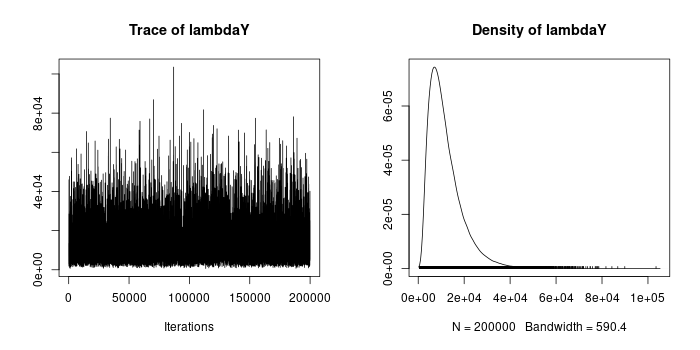 Trace of lambdaY
0e+00 4e+04 8e+04
0 50000 100000 150000 200000
Iterations
Density of lambdaY
0e+00 2e-05 4e-05 6e-05
0e+00 2e+04 4e+04 6e+04 8e+04 1e+05
N = 200000 Bandwidth = 590.4